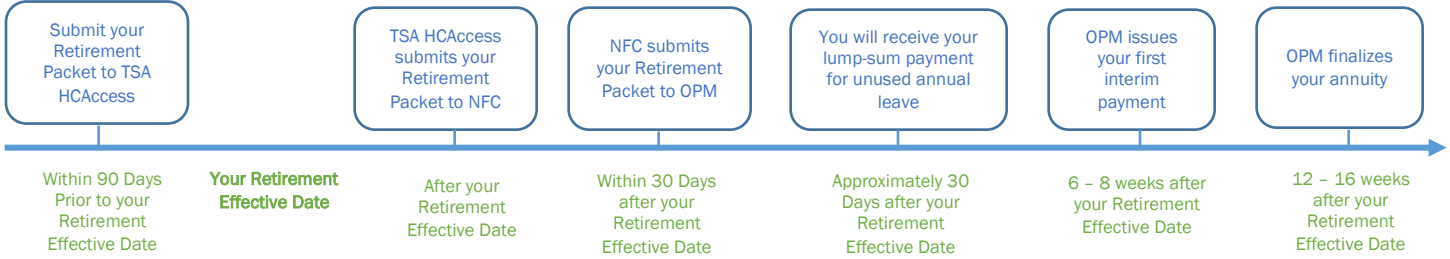 Submit your
Retirement
Packet to TSA
HCAccess
TSA HCAccess
submits your
Retirement
Packet to NFC
NFC submits
your Retirement
Packet to OPM
You will receive your
lump-sum payment
for unused annual
leave
OPM issues
your first
interim
payment
OPM finalizes
your annuity
Within 90 Days
Prior to your
Retirement
Effective Date
Your Retirement
Effective Date
After your
Retirement
Effective Date
Within 30 Days
after your
Retirement
Effective Date
Approximately 30
Days after your
Retirement
Effective Date
6 – 8 weeks after
your Retirement
Effective Date
12 – 16 weeks
after your
Retirement
Effective Date